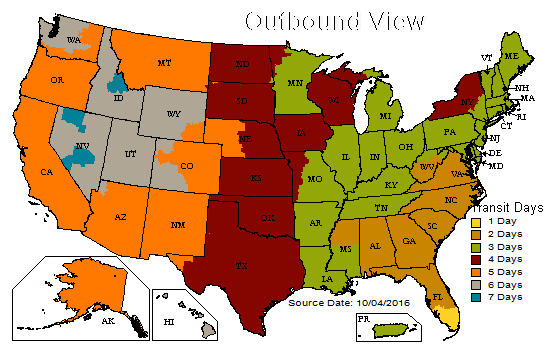 Outbound View
WA
MT
ND
MN
VT
ME
OR
ID
SD
WI
MI
NY
NH
MA
RI
CT
WY
IA
PA
NJ
DE
MD
NV
UT
NE
IL
IN
OH
WV
VA
CA
CO
KS
MO
KY
NC
AZ
NM
OK
AR
TN
SC
TX
LA
MS
AL
GA
FL
AK
HI
PR
Transit Days
1 Day
2 Days
3 Days
4 Days
5 Days
6 Days
7 Days
Source Date: 10/04/2016